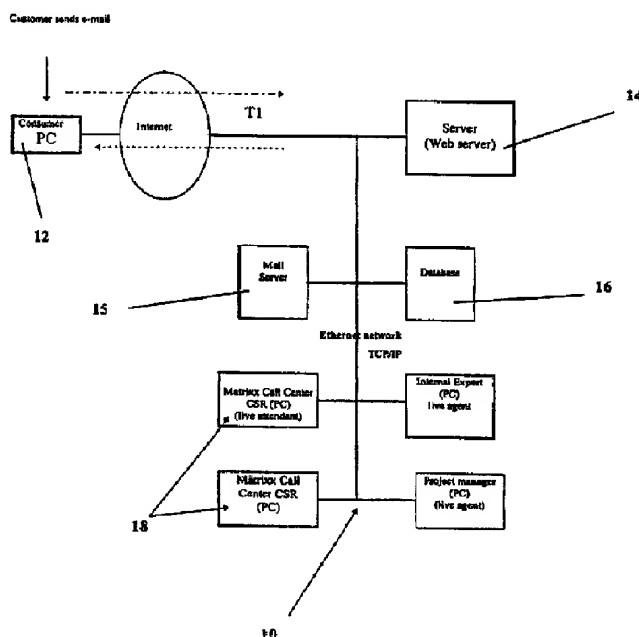 Customer sends e-mail
T1
Consumer
PC
Internet
Server
(Web server)
14
12
Mail
Server
Database
15
16
Ethernet network
TCP/IP
Matrixx Call Center
CSR (PC)
(live attendant)
Internal Expert
(PC)
live agent
Matrixx Call
Center CSR
(PC)
Project manager
(PC)
(live agent)
18
10